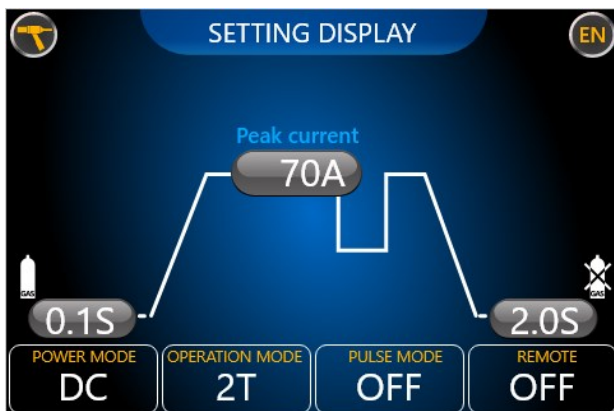 SETTING DISPLAY
EN
Peak current
70A
GAS
GAS
0.1S
2.0S
POWER MODE
OPERATION MODE
PULSE MODE
REMOTE
DC
2T
OFF
OFF